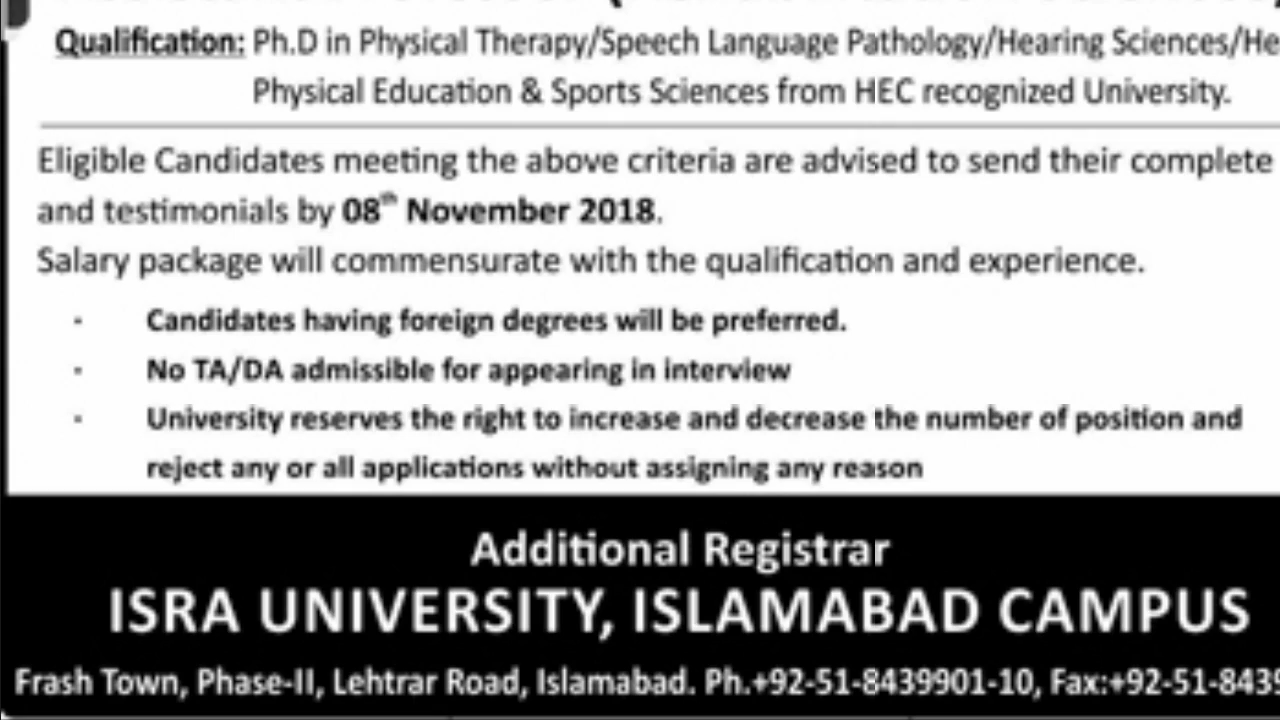 Qualification: Ph.D in Physical Therapy/Speech Language Pathology/Hearing Sciences/He
Physical Education & Sports Sciences from HEC recognized University.
Eligible Candidates meeting the above criteria are advised to send their complete
and testimonials by 08th November 2018.
Salary package will commensurate with the qualification and experience.
· Candidates having foreign degrees will be preferred.
· No TA/DA admissible for appearing in interview
· University reserves the right to increase and decrease the number of position and
reject any or all applications without assigning any reason
Additional Registrar
ISRA UNIVERSITY, ISLAMABAD CAMPUS
Frash Town, Phase-II, Lehtrar Road, Islamabad. Ph.+92-51-8439901-10, Fax:+92-51-8439